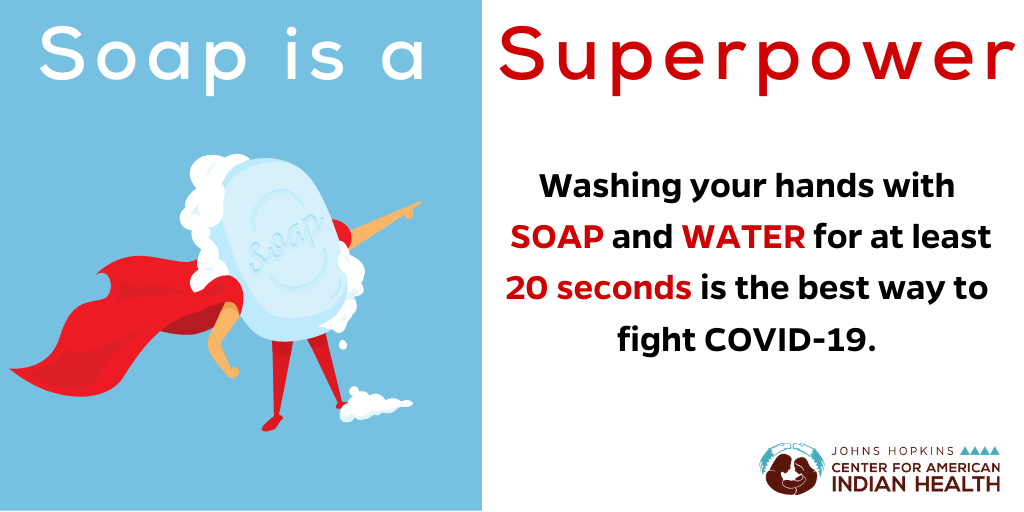 Soap is a Superpower
Soap
Washing your hands with
SOAP and WATER for at least
20 seconds is the best way to
fight COVID-19.
JOHNS HOPKINS
CENTER FOR AMERICAN
INDIAN HEALTH